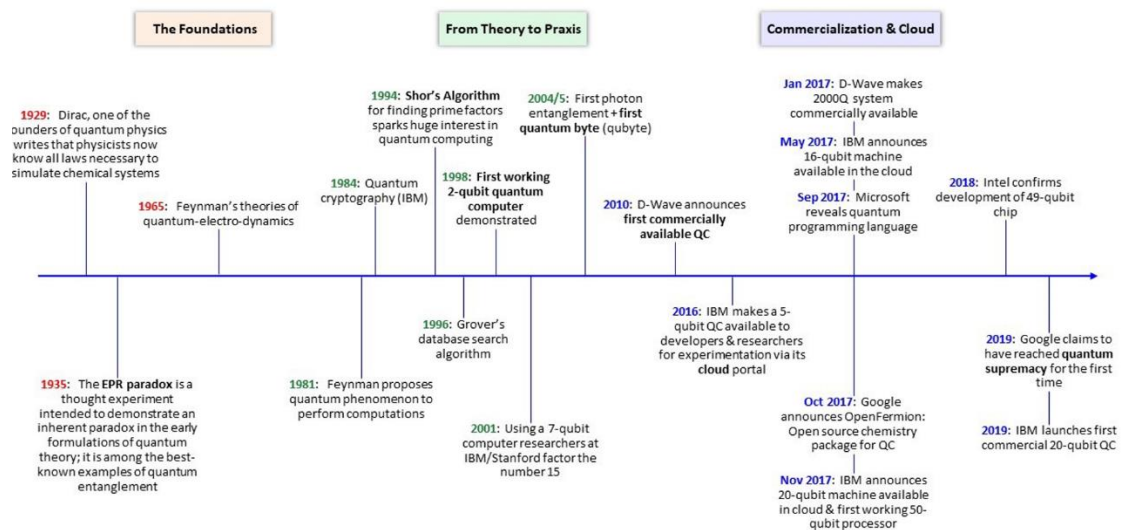 The Foundations
From Theory to Praxis
Commercialization & Cloud
1929: Dirac, one of the
ounders of quantum physics
writes that physicists now
know all laws necessary to
simulate chemical systems
1965: Feynman's theories of
quantum-electro-dynamics
1984: Quantum
cryptography (IBM)
1994: Shor's Algorithm
for finding prime factors
sparks huge interest in
quantum computing
1998: First working
2-qubit quantum
computer
demonstrated
2004/5: First photon
entanglement + first
quantum byte (qubyte)
2010: D-Wave announces
first commercially
available QC
Jan 2017: D-Wave makes
2000Q system
commercially available
May 2017: IBM announces
16-qubit machine
available in the cloud
Sep 2017: Microsoft
reveals quantum
programming language
2018: Intel confirms
development of 49-qubit
chip
1935: The EPR paradox is a
thought experiment
intended to demonstrate an
inherent paradox in the early
formulations of quantum
theory; it is among the best-
known examples of quantum
entanglement
1981: Feynman proposes
quantum phenomenon to
perform computations
1996: Grover's
database search
algorithm
2001: Using a 7-qubit
computer researchers at
IBM/Stanford factor the
number 15
2016: IBM makes a 5-
qubit QC available to
developers & researchers
for experimentation via its
cloud portal
Oct 2017: Google
announces OpenFermion:
Open source chemistry
package for QC
Nov 2017: IBM announces
20-qubit machine available
in cloud & first working 50-
qubit processor
2019: Google claims to
have reached quantum
supremacy for the first
time
2019: IBM launches first
commercial 20-qubit QC